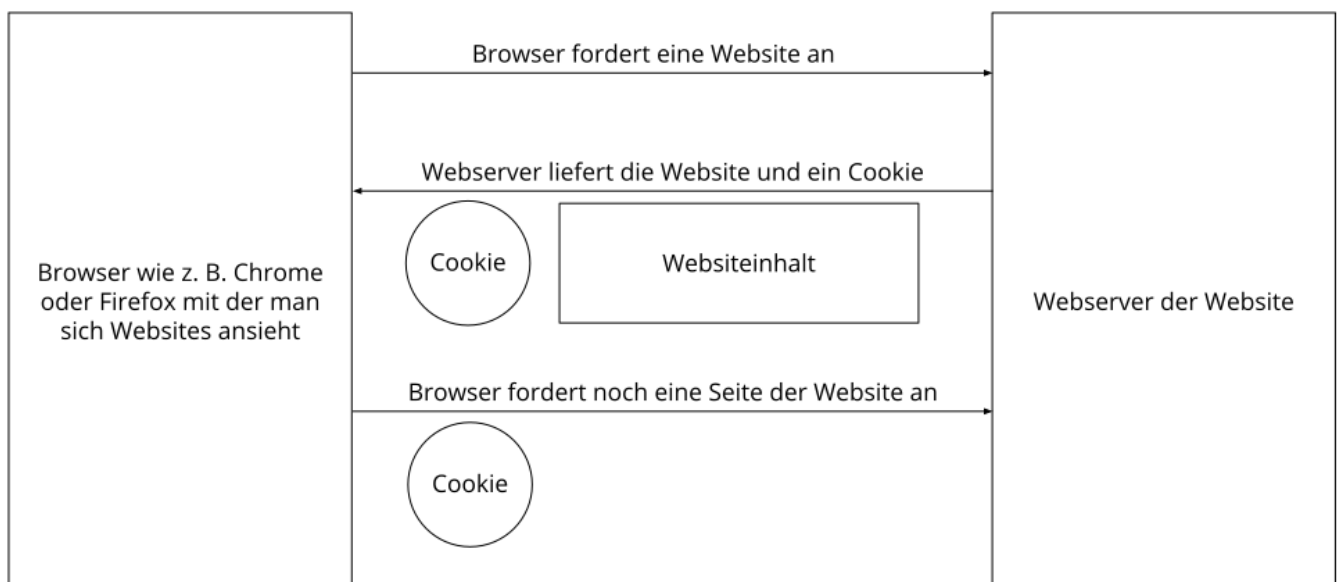 Browser fordert eine Website an
Webserver liefert die Website und ein Cookie
Cookie
Websiteinhalt
Browser wie z. B. Chrome
oder Firefox mit der man
sich Websites ansieht
Webserver der Website
Browser fordert noch eine Seite der Website an
Cookie